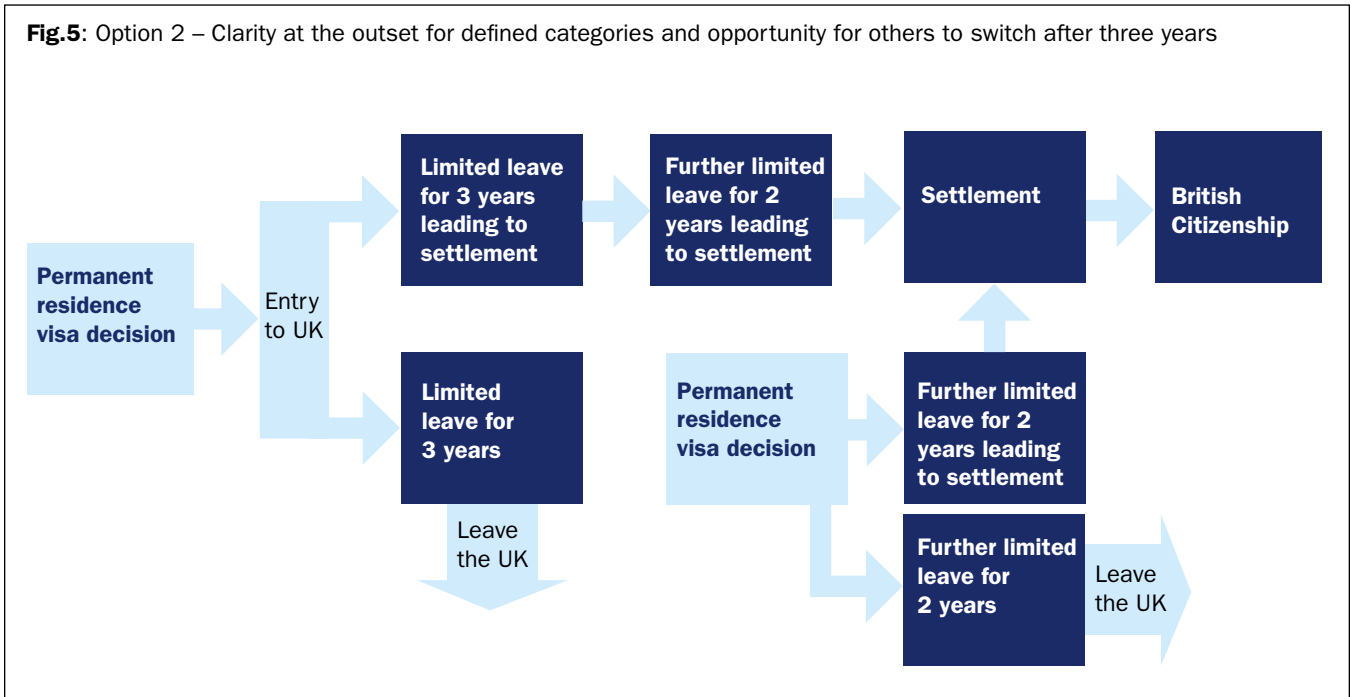 Fig.5: Option 2 – Clarity at the outset for defined categories and opportunity for others to switch after three years
Permanent
residence
visa decision
Entry
to UK
Limited leave
for 3 years
leading to
settlement
Further limited
leave for 2
years leading
to settlement
Settlement
British
Citizenship
Limited
leave for
3 years
Leave
the UK
Permanent
residence
visa decision
Further limited
leave for 2
years leading
to settlement
Further limited
leave for
2 years
Leave
the UK